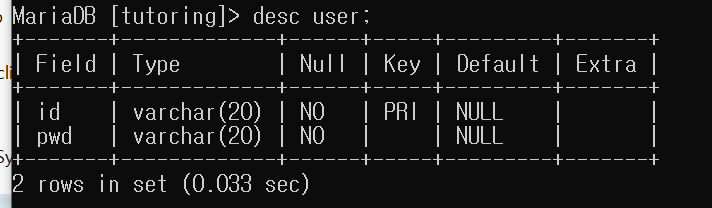 MariaDB [tutoring]> desc user;
+-------+-------------+------+-----+---------+-------+
| Field | Type        | Null | Key | Default | Extra |
+-------+-------------+------+-----+---------+-------+
| id    | varchar(20) | NO   | PRI | NULL    |       |
| pwd   | varchar(20) | NO   |     | NULL    |       |
+-------+-------------+------+-----+---------+-------+
2 rows in set (0.033 sec)